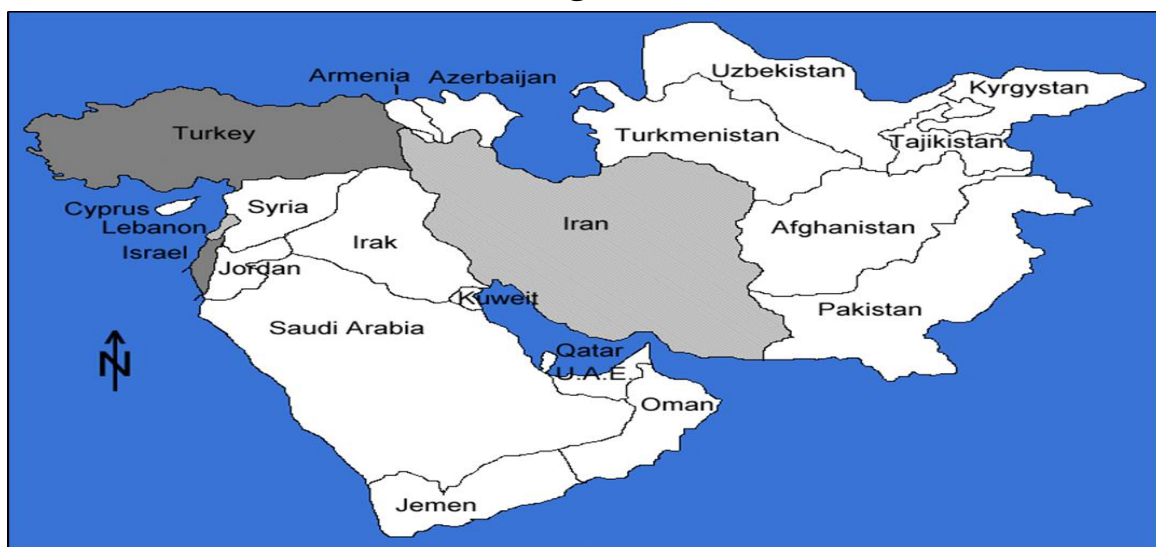 Uzbekistan
Armenia
Azerbaijan
Kyrgystan
Turkey
Turkmenistan
Tajikistan
Cyprus
Syria
Lebanon
Iran
Afghanistan
Israel
Irak
Jordan
Kuweit
Pakistan
Saudi Arabia
N
Qatar
U.A.E.
Oman
Jemen